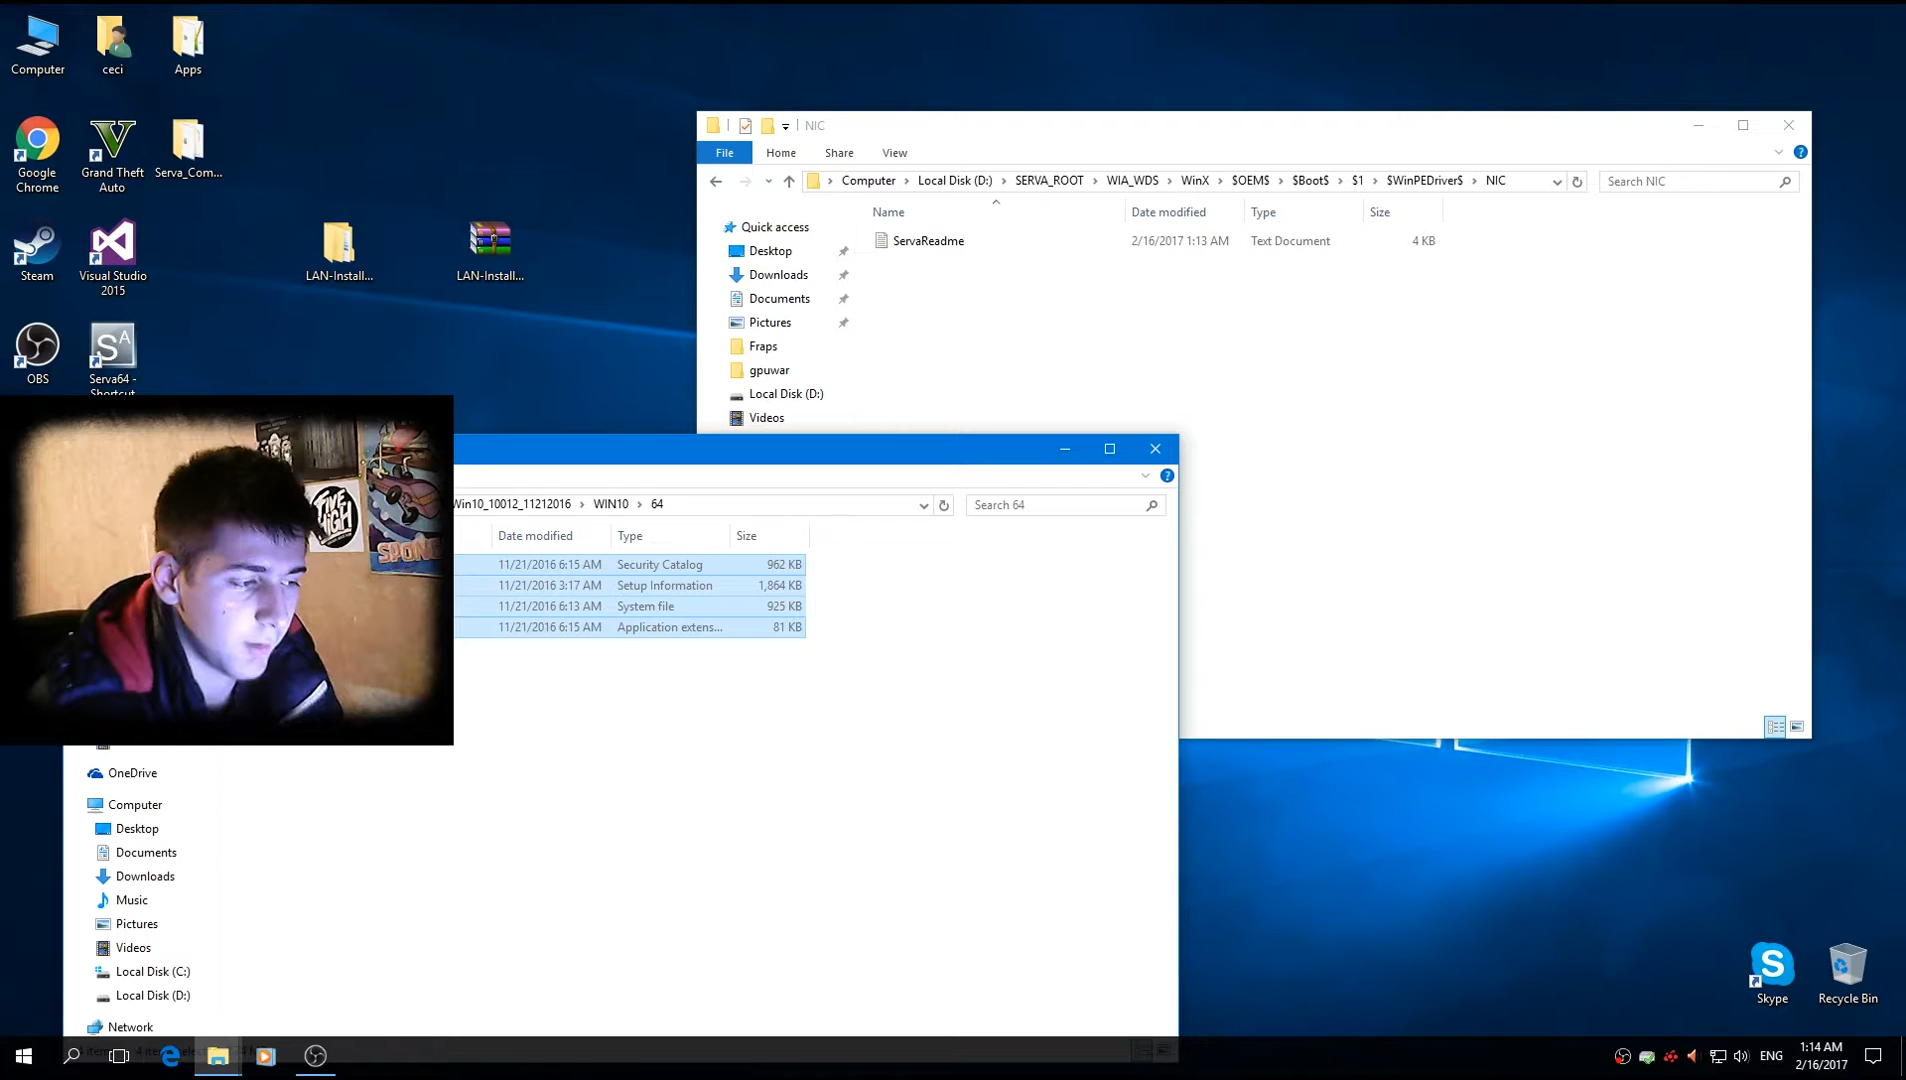 Computer
ceci
Apps
Google Chrome
Grand Theft Auto
Serva_Com...
Steam
Visual Studio 2015
LAN-Install...
LAN-Install...
OBS
Serva64 - Shortcut
NIC
File
Home
Share
View
Computer
Local Disk (D:)
SERVA_ROOT
WIA_WDS
WinX
$OEM$
$Boot$
$1
$WinPEDriver$
NIC
Search NIC
Name
Date modified
Type
Size
Quick access
ServaReadme
2/16/2017 1:13 AM
Text Document
4 KB
Desktop
Downloads
Documents
Pictures
Fraps
gpuwar
Local Disk (D:)
Videos
Win10_10012_11212016
WIN10
64
Search 64
Date modified
Type
Size
11/21/2016 6:15 AM
Security Catalog
962 KB
11/21/2016 3:17 AM
Setup Information
1,864 KB
11/21/2016 6:13 AM
System file
925 KB
11/21/2016 6:15 AM
Application extens...
81 KB
FIVE HIGH
SPON
OneDrive
Computer
Desktop
Documents
Downloads
Music
Pictures
Videos
Local Disk (C:)
Local Disk (D:)
Network
Skype
Recycle Bin
ENG
1:14 AM
2/16/2017